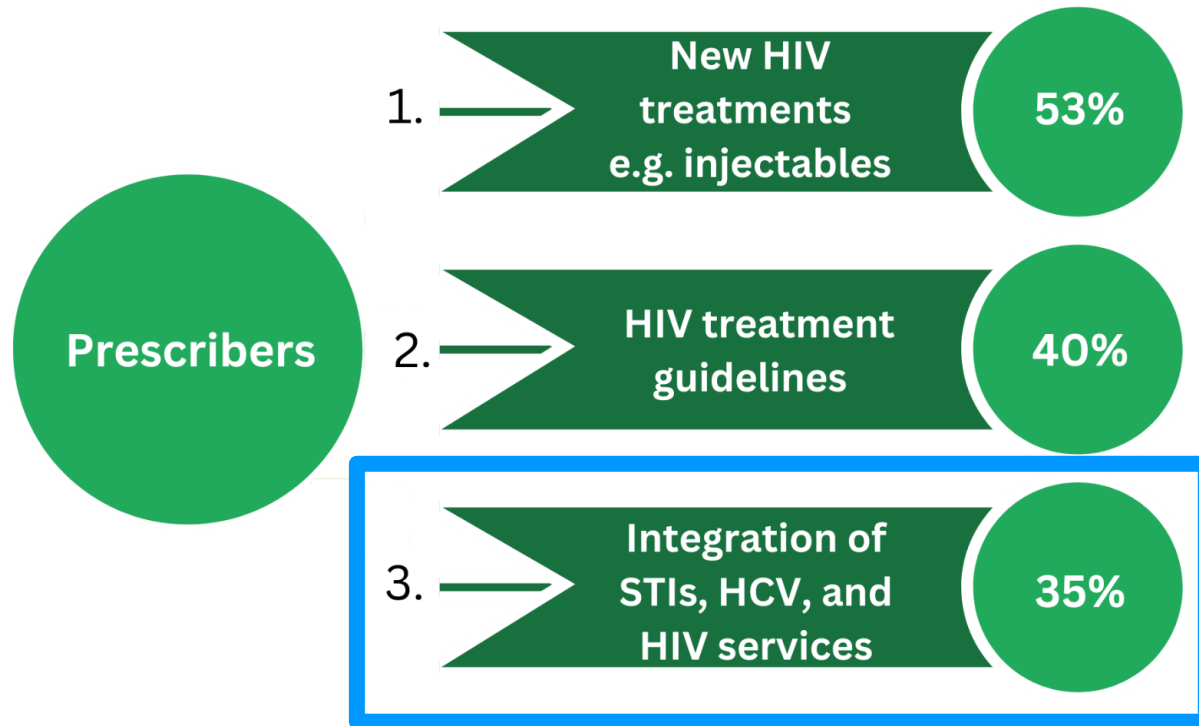 Prescribers
1.
New HIV
treatments
e.g. injectables
53%
2.
HIV treatment
guidelines
40%
3.
Integration of
STIs, HCV, and
HIV services
35%